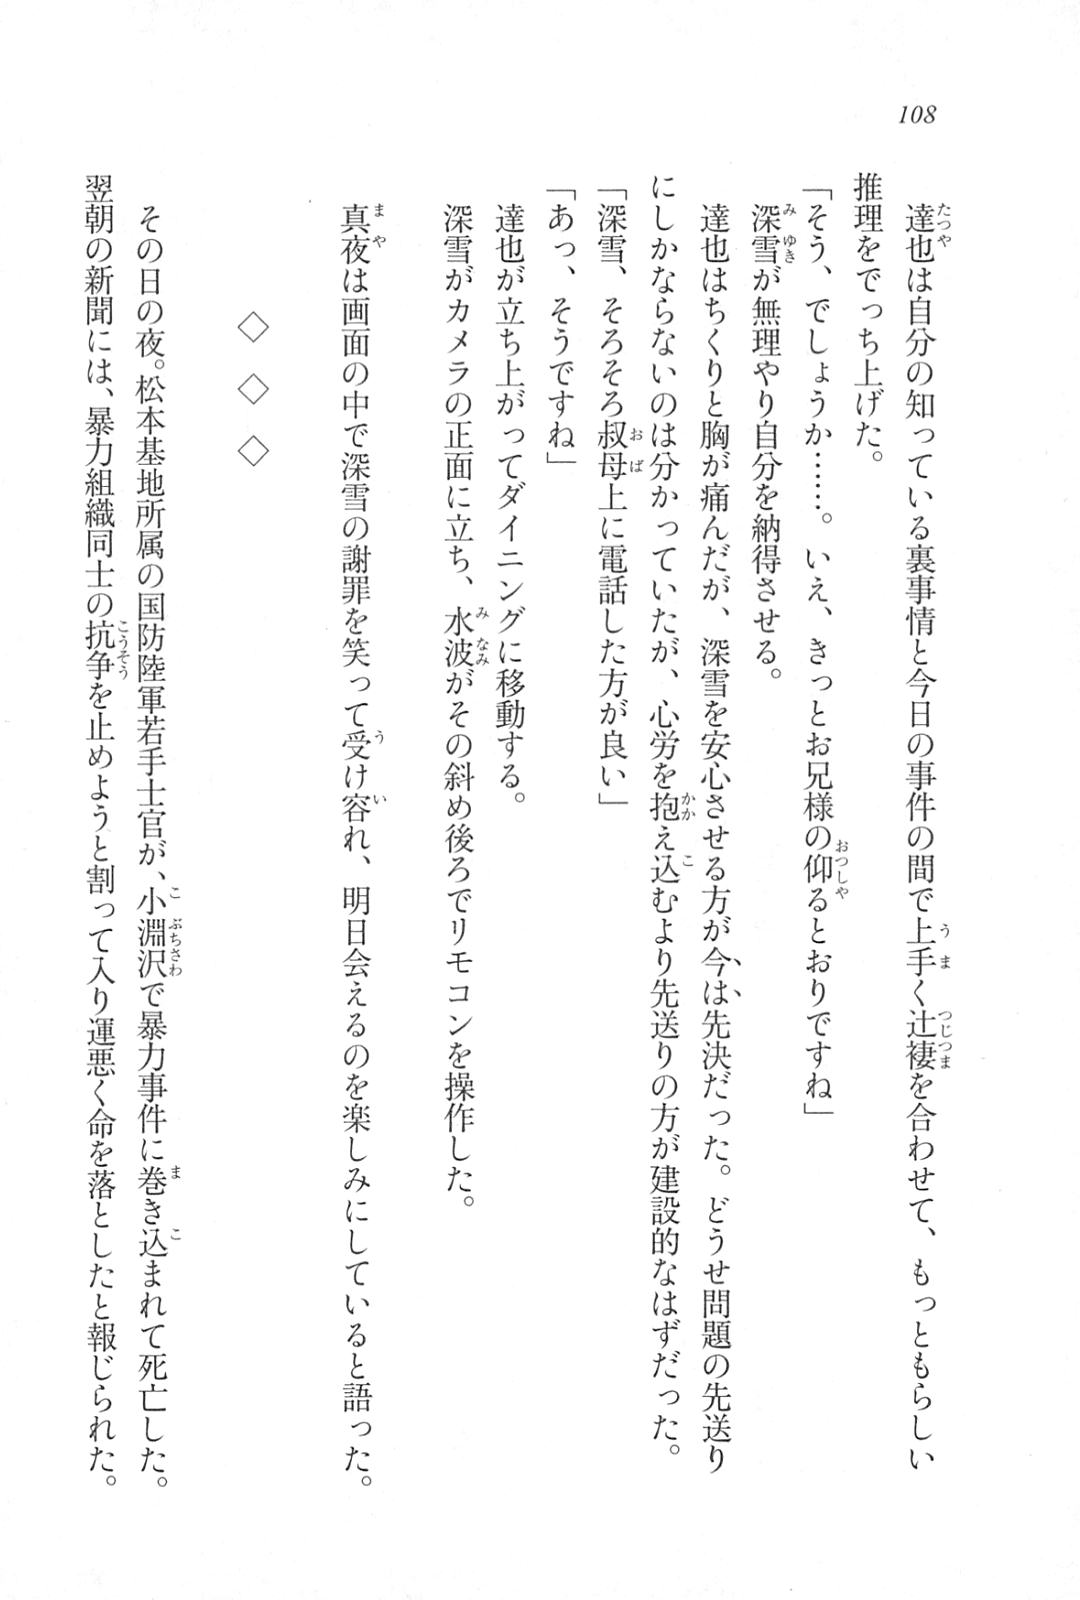 108
達也は自分の知っている裏事情と今日の事件の間で上手く辻褄を合わせて、もっともらしい
推理をでっち上げた。
「そう、でしょうか……。いえ、きっとお兄様の仰るとおりですね」
深雪が無理やり自分を納得させる。
達也はちくりと胸が痛んだが、深雪を安心させる方が今は先決だった。どうせ問題の先送り
にしかならないのは分かっていたが、心労を抱え込むより先送りの方が建設的なはずだった。
「深雪、そろそろ叔母上に電話した方が良い」
「あっ、そうですね」
達也が立ち上がってダイニングに移動する。
深雪がカメラの正面に立ち、水波がその斜め後ろでリモコンを操作した。
真夜は画面の中で深雪の謝罪を笑って受け容れ、明日会えるのを楽しみにしていると語った。
◇ ◇ ◇
その日の夜。松本基地所属の国防陸軍若手士官が、小淵沢で暴力事件に巻き込まれて死亡した。
翌朝の新聞には、暴力組織同士の抗争を止めようと割って入り運悪く命を落としたと報じられた。